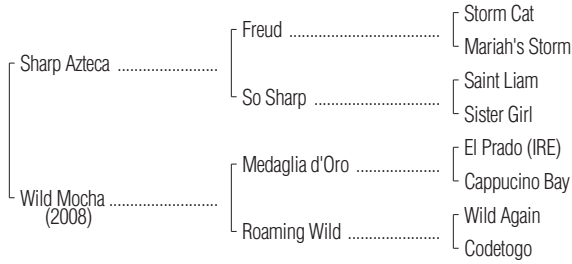 Storm Cat
Freud
Mariah's Storm
Sharp Azteca
Saint Liam
So Sharp
Sister Girl
El Prado (IRE)
Medaglia d'Oro
Cappucino Bay
Wild Mocha
(2008)
Wild Again
Roaming Wild
Codetogo